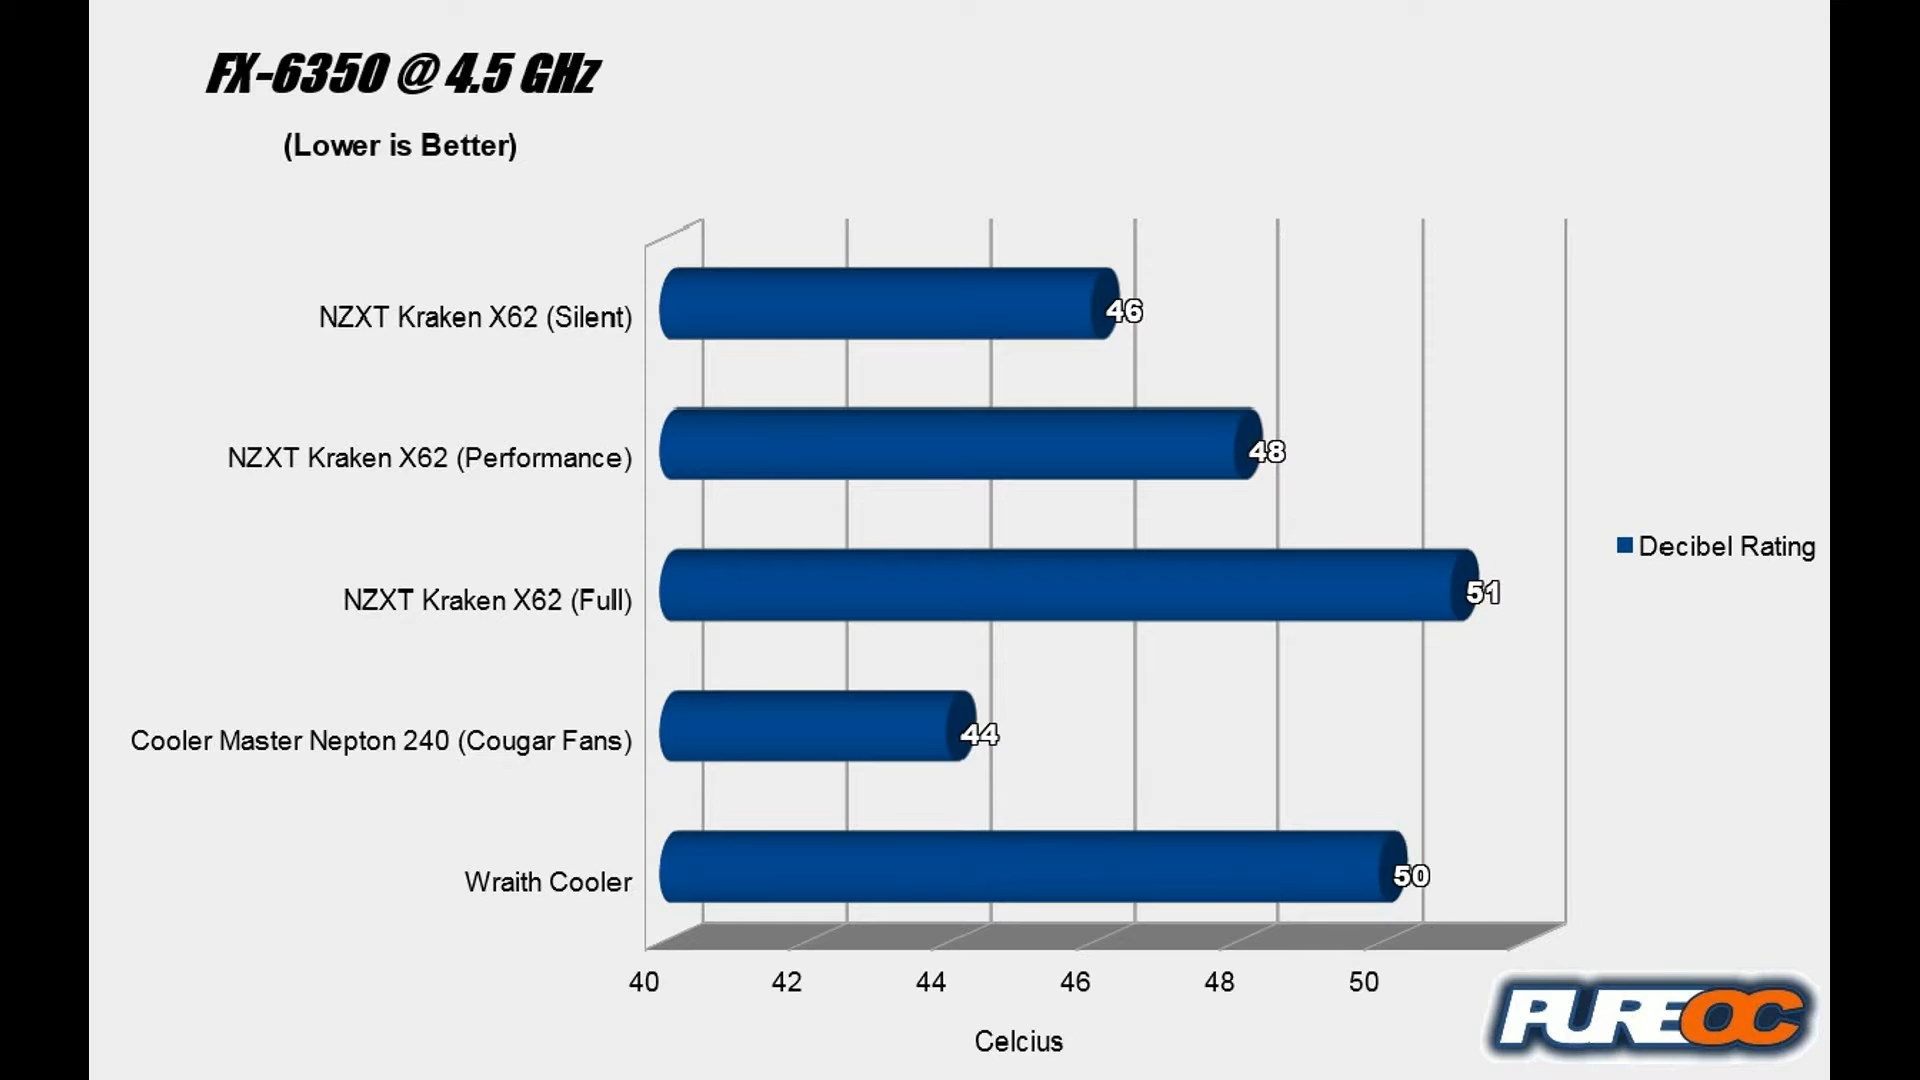 FX-6350 @ 4.5 GHz
(Lower is Better)
NZXT Kraken X62 (Silent)
46
NZXT Kraken X62 (Performance)
48
NZXT Kraken X62 (Full)
51
Decibel Rating
Cooler Master Nepton 240 (Cougar Fans)
44
Wraith Cooler
50
40 42 44 46 48 50
Celcius
PUREOC